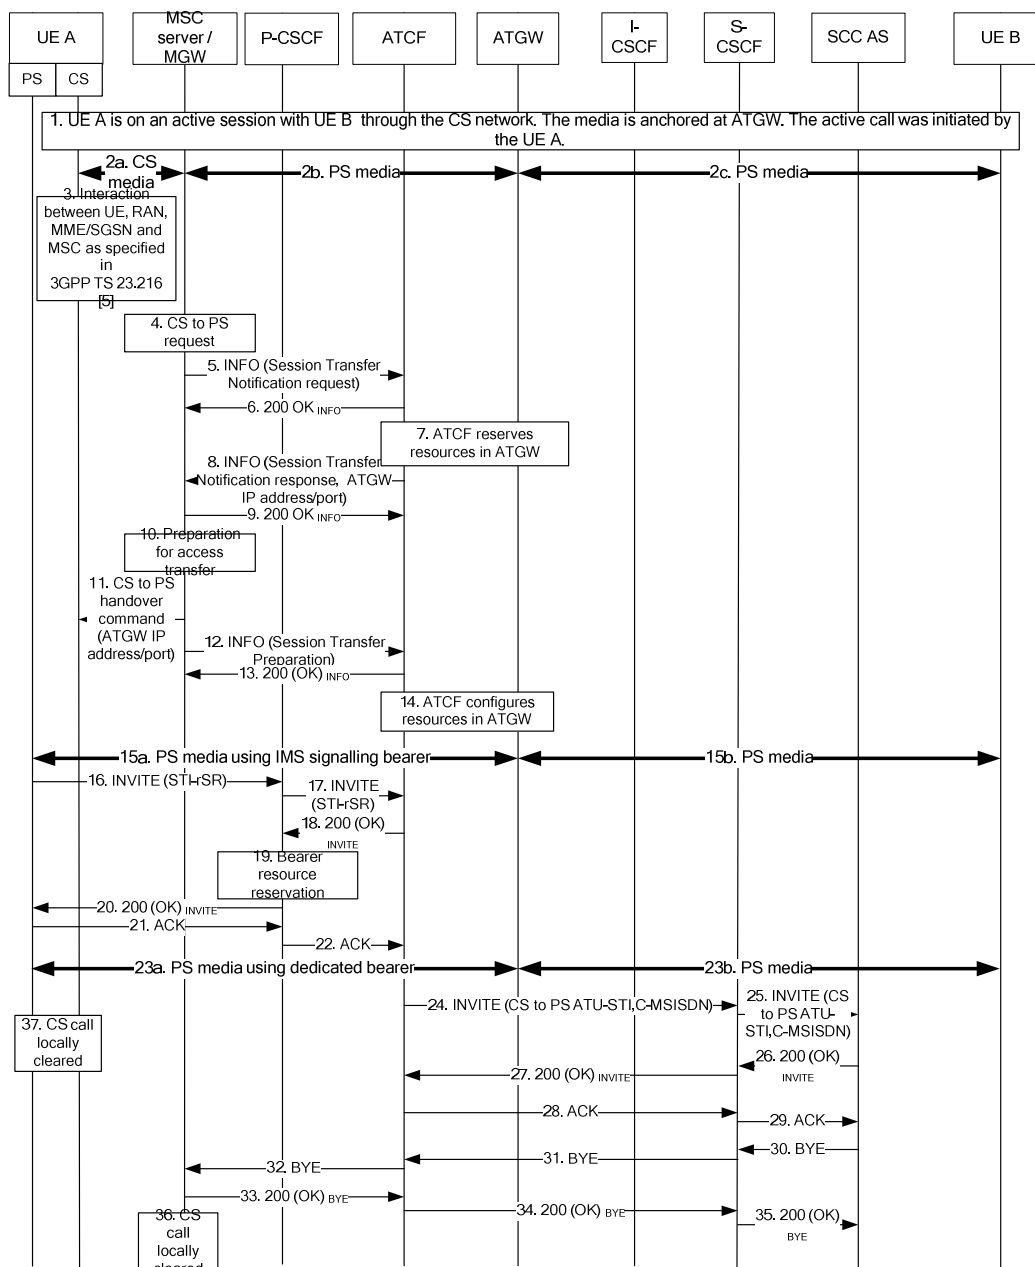 UE A
MSC
server /
MGW
P-CSCF
ATCF
ATGW
I-
CSCF
S-
CSCF
SCC AS
UE B
PS
CS
1. UE A is on an active session with UE B through the CS network. The media is anchored at ATGW. The active call was initiated by
the UE A.
2a. CS
media
2b. PS media
2c. PS media
3. Interaction
between UE, RAN,
MME/SGSN and
MSC as specified
in
3GPP TS 23.216
[5]
4. CS to PS
request
5. INFO (Session Transfer
Notification request)
6. 200 OK INFO
7. ATCF reserves
resources in ATGW
8. INFO (Session Transfer
Notification response, ATGW
IP address/port)
9. 200 OK INFO
10. Preparation
for access
transfer
11. CS to PS
handover
command
(ATGW IP
address/port)
12. INFO (Session Transfer
Preparation)
13. 200 (OK) INFO
14. ATCF configures
resources in ATGW
15a. PS media using IMS signalling bearer
15b. PS media
16. INVITE (STI-rSR)
17. INVITE
(STI-rSR)
18. 200 (OK)
INVITE
19. Bearer
resource
reservation
20. 200 (OK) INVITE
21. ACK
22. ACK
23a. PS media using dedicated bearer
23b. PS media
24. INVITE (CS to PS ATU-STI,C-MSISDN)
25. INVITE (CS
to PS ATU-
STI,C-MSISDN)
37. CS call
locally
cleared
26. 200 (OK)
INVITE
27. 200 (OK) INVITE
28. ACK
29. ACK
30. BYE
31. BYE
32. BYE
33. 200 (OK) BYE
34. 200 (OK) BYE
35. 200 (OK)
BYE
36. CS
call
locally
cleared